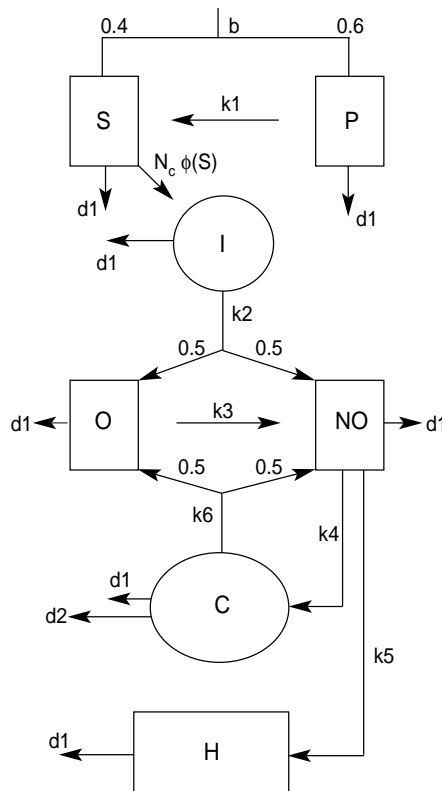 0.4 b 0.6
S k1 P
N_c ϕ(S)
d1 d1
I
d1
k2
0.5 0.5
d1 O k3 NO d1
0.5 0.5
k6 k4
d1
C
d2
k5
d1 H